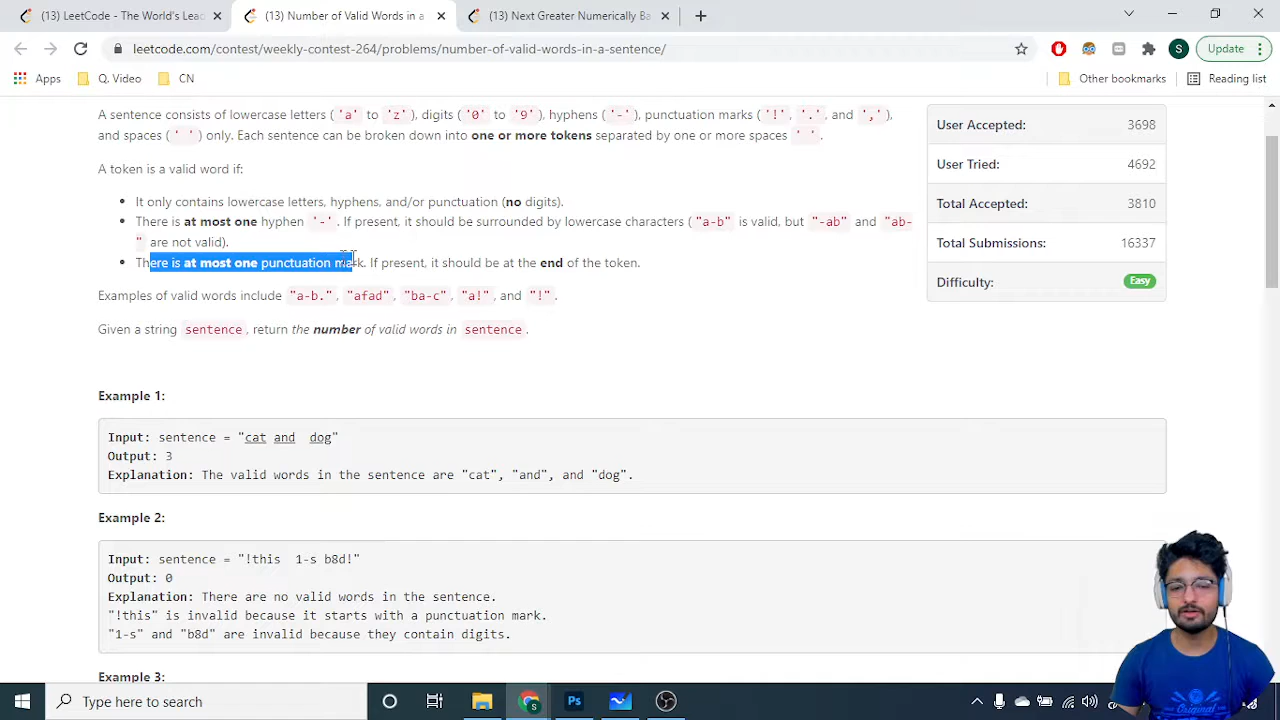 (13) LeetCode - The World's Lead
(13) Number of Valid Words in a
(13) Next Greater Numerically Ba
leetcode.com/contest/weekly-contest-264/problems/number-of-valid-words-in-a-sentence/
S
Update
Apps
Q. Video
CN
Other bookmarks
Reading list
A sentence consists of lowercase letters ('a' to 'z'), digits ('0' to '9'), hyphens ('-'), punctuation marks ('!', '.', and ','),
and spaces (' ') only. Each sentence can be broken down into one or more tokens separated by one or more spaces ' '.
A token is a valid word if:
It only contains lowercase letters, hyphens, and/or punctuation (no digits).
There is at most one hyphen '-'. If present, it should be surrounded by lowercase characters ("a-b" is valid, but "-ab" and "ab-
" are not valid).
There is at most one punctuation mark. If present, it should be at the end of the token.
Examples of valid words include "a-b.", "afad", "ba-c", "a!", and "!".
Given a string sentence, return the number of valid words in sentence.
User Accepted: 3698
User Tried: 4692
Total Accepted: 3810
Total Submissions: 16337
Difficulty: Easy
Example 1:
Input: sentence = "cat and  dog"
Output: 3
Explanation: The valid words in the sentence are "cat", "and", and "dog".
Example 2:
Input: sentence = "!this  1-s b8d!"
Output: 0
Explanation: There are no valid words in the sentence.
"!this" is invalid because it starts with a punctuation mark.
"1-s" and "b8d" are invalid because they contain digits.
Example 3:
Type here to search
Ps
Original